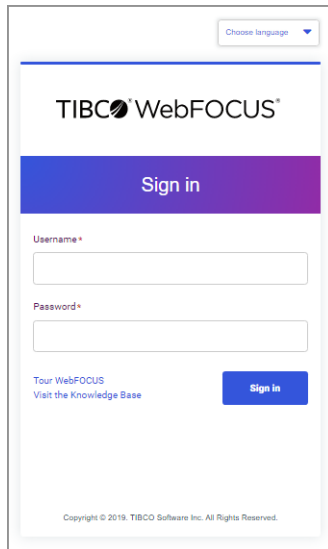 Choose language
TIBCO® WebFOCUS®
Sign in
Username *
Password *
Tour WebFOCUS
Visit the Knowledge Base
Sign in
Copyright © 2019. TIBCO Software Inc. All Rights Reserved.